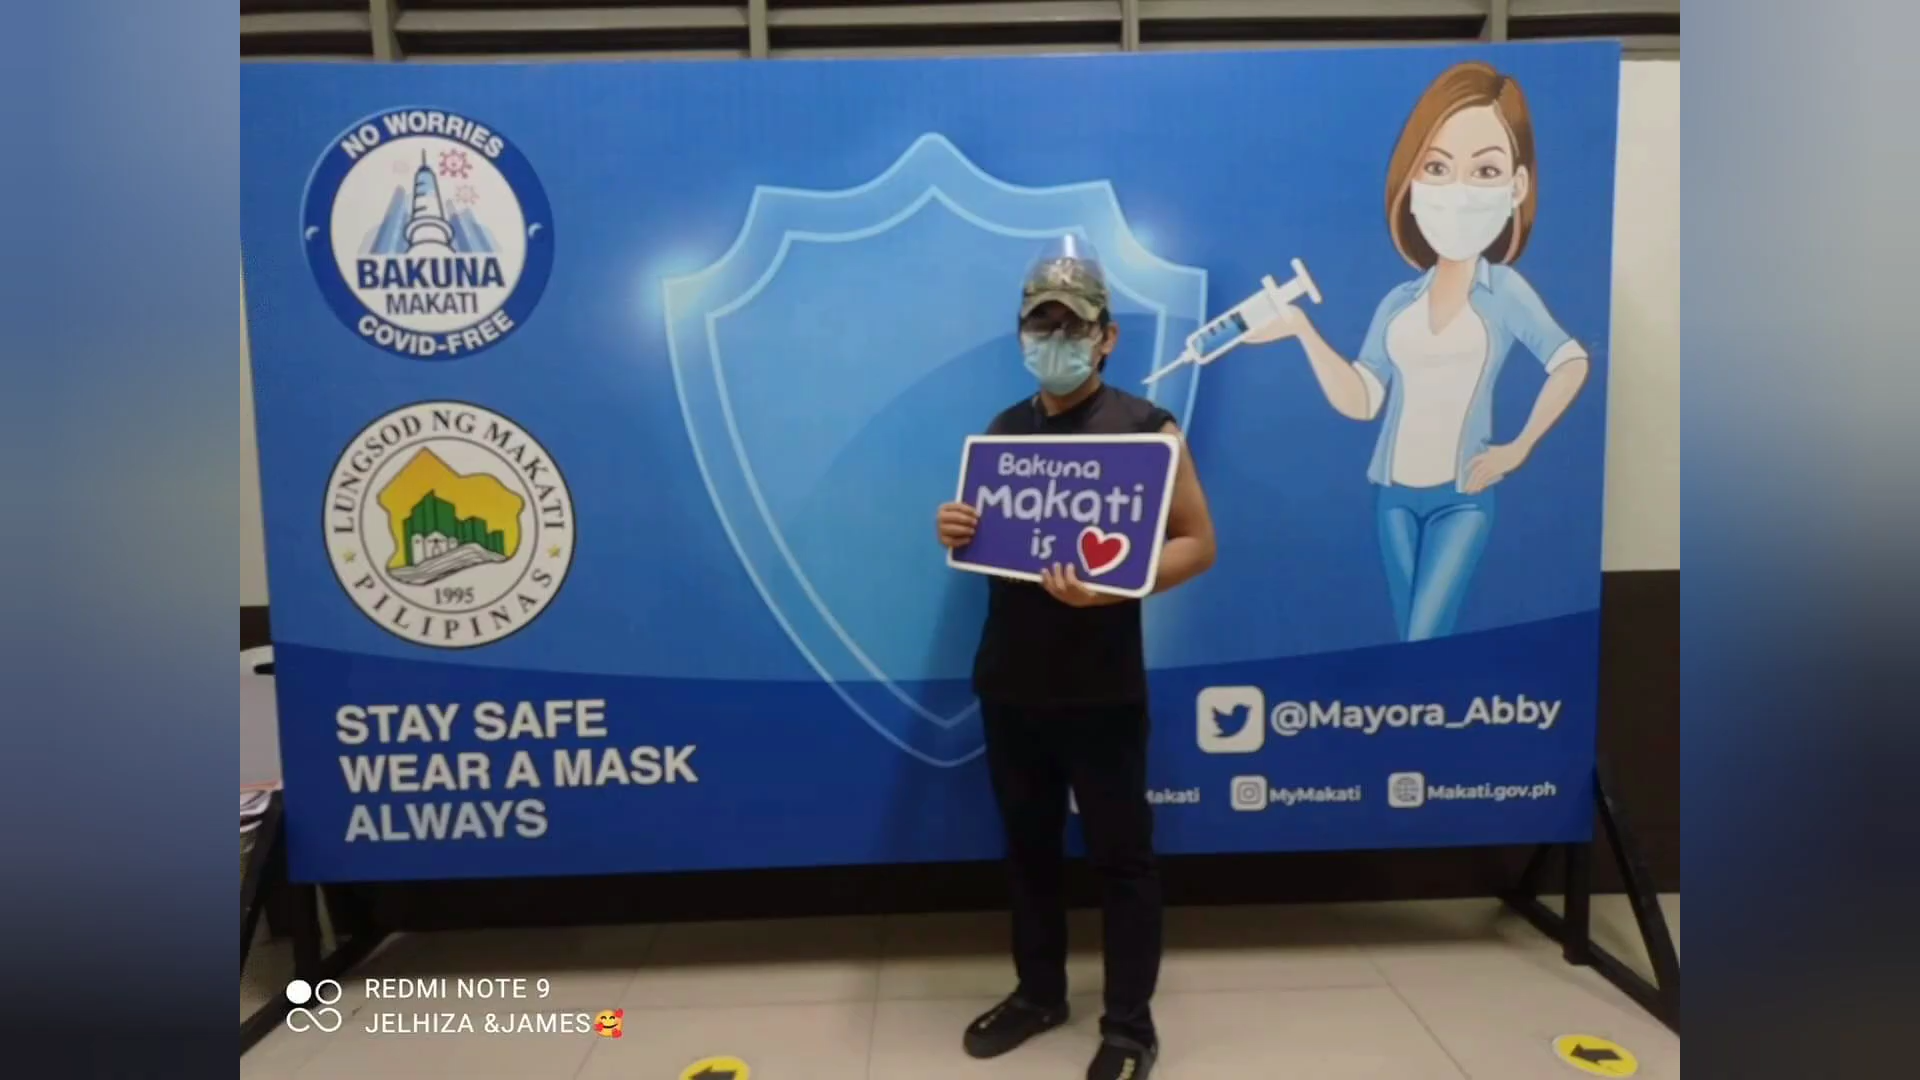 NO WORRIES
BAKUNA
MAKATI
COVID-FREE
LUNGSOD NG MAKATI
1995
PILIPINAS
Bakuna
Makati
is
STAY SAFE
WEAR A MASK
ALWAYS
@Mayora_Abby
Makati
MyMakati
Makati.gov.ph
REDMI NOTE 9
JELHIZA &JAMES🥰